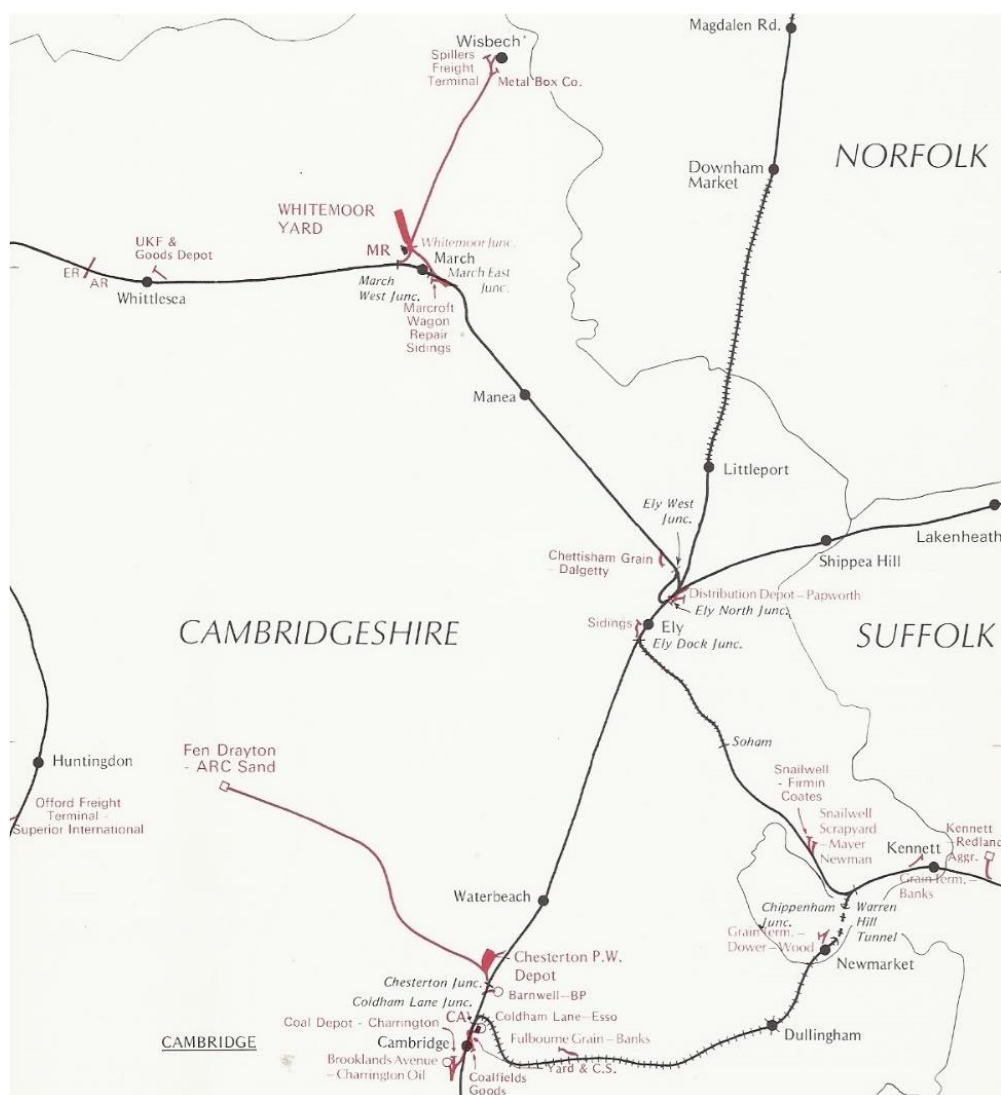 Magdalen Rd.
Wisbech
Spillers
Freight
Terminal
Metal Box Co.
NORFOLK
Downham
Market
WHITEMOOR
YARD
MR
Whitemoor Junc.
March
March East
Junc.
March
West Junc.
UKF &
Goods Depot
ER
AR
Whittlesea
Marcroft
Wagon
Repair
Sidings
Manea
Littleport
Ely West
Junc.
Lakenheath
Shippea Hill
Chettisham Grain
– Dalgetty
Distribution Depot – Papworth
Ely North Junc.
Sidings
Ely
Ely Dock Junc.
CAMBRIDGESHIRE
SUFFOLK
Soham
Huntingdon
Fen Drayton
- ARC Sand
Offord Freight
Terminal -
Superior International
Snailwell
- Firmin
Coates
Snailwell
Scrapyard
– Mayer
Newman
Kennett
Kennett
– Redland
Aggr.
Grain Term. –
Banks
Waterbeach
Chippenham
Junc.
Warren
Hill
Tunnel
Grain Term. –
Dower – Wood
Newmarket
Chesterton P.W.
Depot
Chesterton Junc.
Barnwell – BP
Coldham Lane Junc.
CA
Coldham Lane – Esso
Coal Depot - Charrington
Cambridge
Fulbourne Grain – Banks
Dullingham
CAMBRIDGE
Brooklands Avenue
– Charrington Oil
Yard & C.S.
Coalfields
Goods